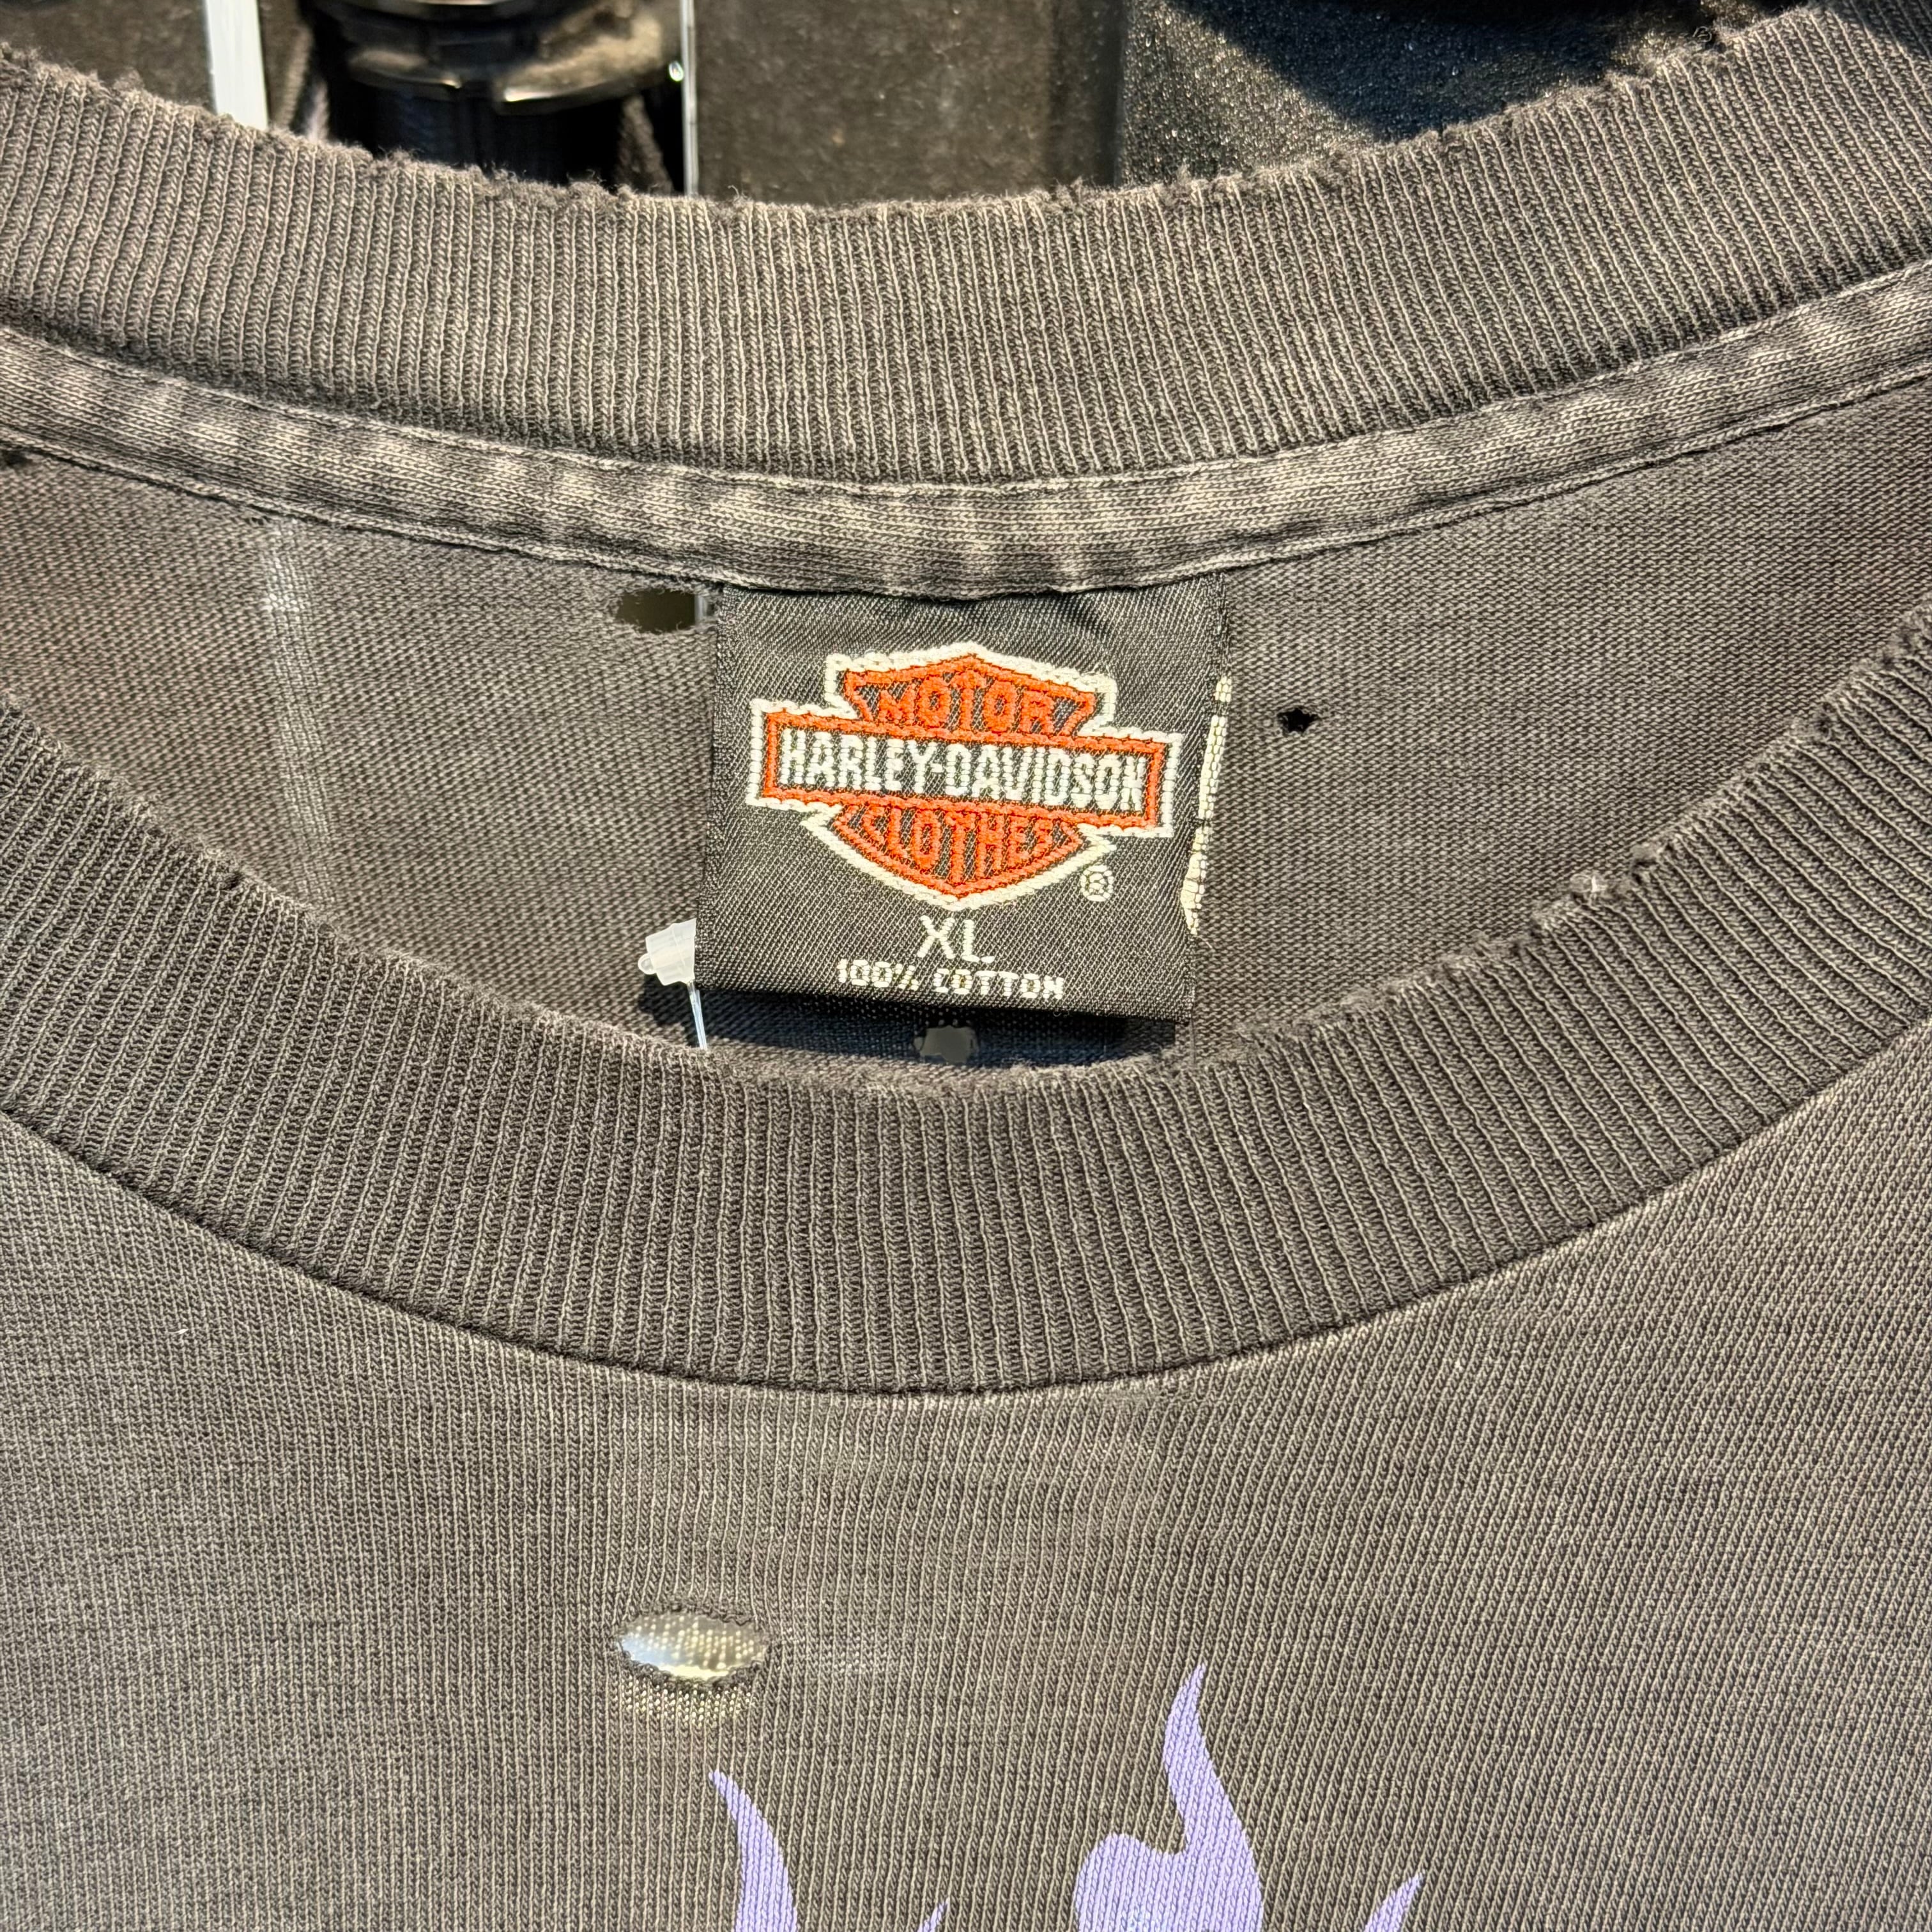 MOTOR
HARLEY-DAVIDSON
CLOTHES
®
XL
100% COTTON